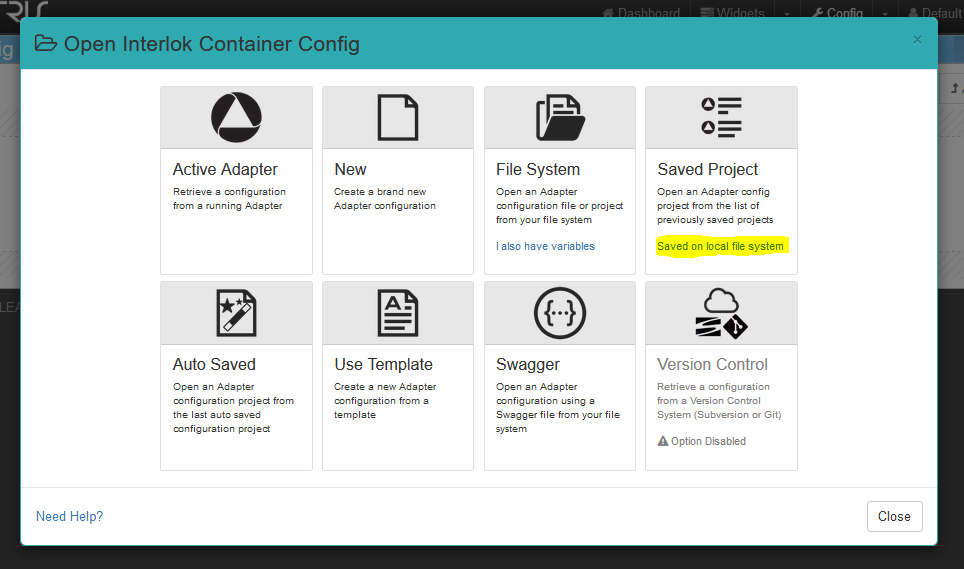 Dashboard Widgets Config Default
ig
Open Interlok Container Config ×
Active Adapter
Retrieve a configuration
from a running Adapter
New
Create a brand new
Adapter configuration
File System
Open an Adapter
configuration file or project
from your file system
I also have variables
Saved Project
Open an Adapter config
project from the list of
previously saved projects
Saved on local file system
LEA
Auto Saved
Open an Adapter
configuration project from
the last auto saved
configuration project
Use Template
Create a new Adapter
configuration from a
template
Swagger
Open an Adapter
configuration using a
Swagger file from your file
system
Version Control
Retrieve a configuration
from a Version Control
System (Subversion or Git)
Option Disabled
Need Help?
Close